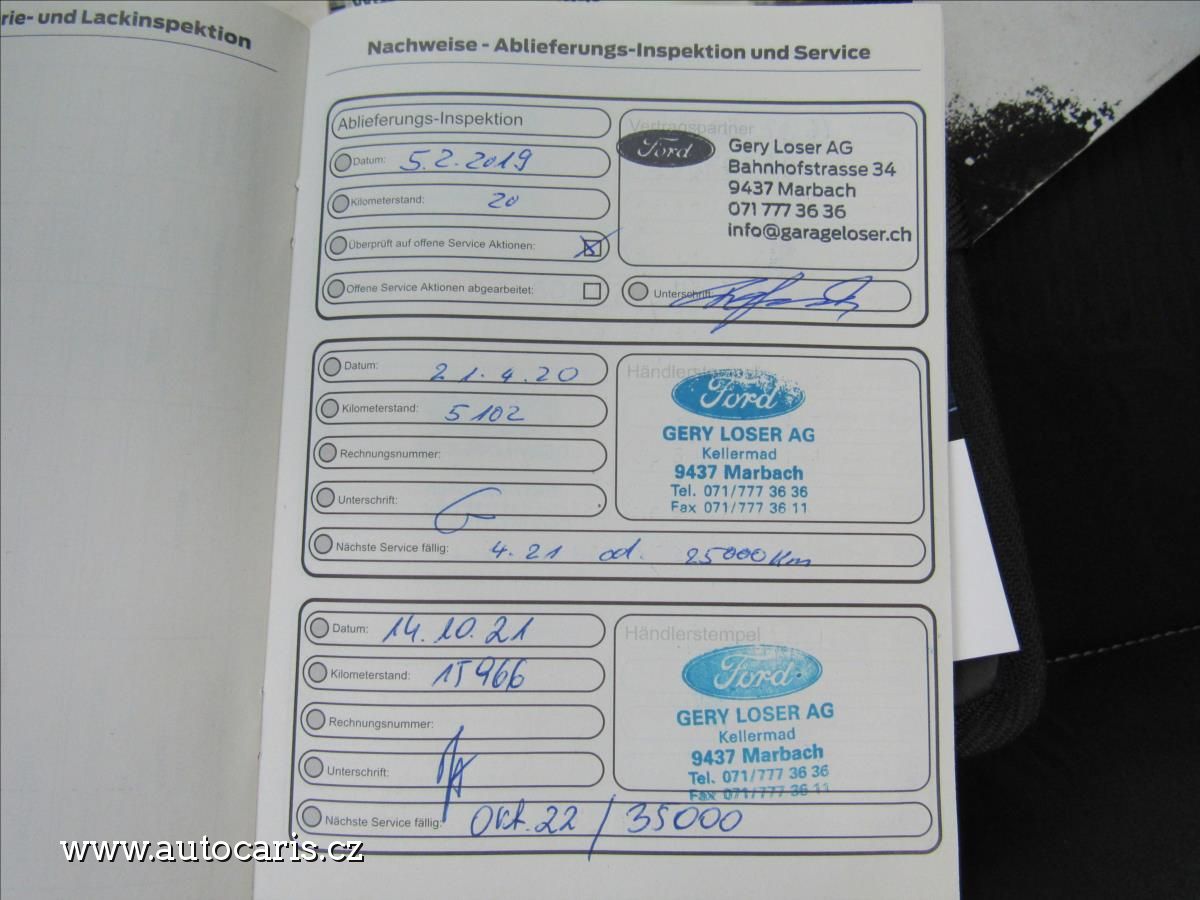 rie- und Lackinspektion
Nachweise - Ablieferungs-Inspektion und Service
Ablieferungs-Inspektion
Datum: 5.2.2019
Kilometerstand: 20
Überprüft auf offene Service Aktionen:
Offene Service Aktionen abgearbeitet:
Vertragspartner
Ford
Gery Loser AG
Bahnhofstrasse 34
9437 Marbach
071 777 36 36
info@garageloser.ch
Unterschrift:
Datum: 21.4.20
Kilometerstand: 5102
Rechnungsnummer:
Unterschrift:
Händlerstempel
Ford
GERY LOSER AG
Kellermad
9437 Marbach
Tel. 071/777 36 36
Fax 071/777 36 11
Nächste Service fällig: 4.21 od. 25000 Km
Datum: 14.10.21
Kilometerstand: 15966
Rechnungsnummer:
Unterschrift:
Händlerstempel
Ford
GERY LOSER AG
Kellermad
9437 Marbach
Tel. 071/777 36 36
Fax 071/777 36 11
Nächste Service fällig: Okt. 22 / 35000
www.autocaris.cz